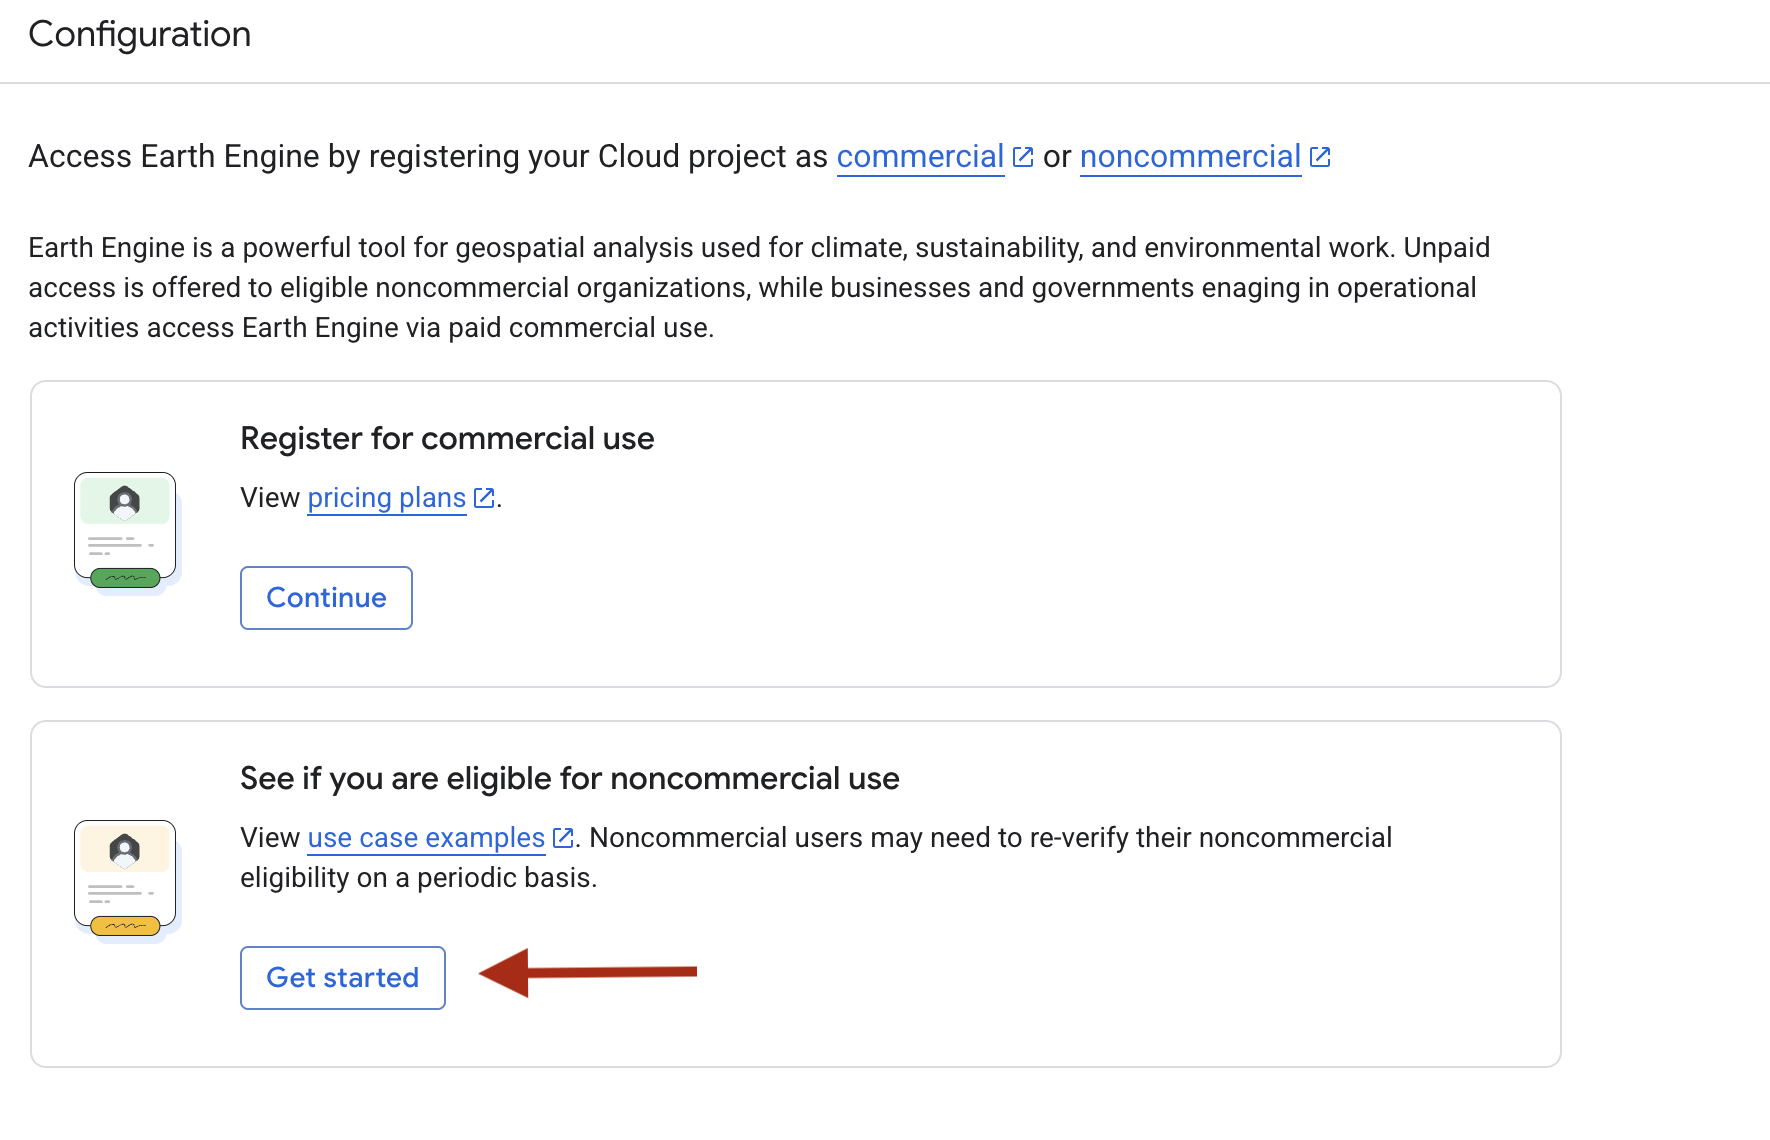 Configuration
Access Earth Engine by registering your Cloud project as commercial or noncommercial
Earth Engine is a powerful tool for geospatial analysis used for climate, sustainability, and environmental work. Unpaid
access is offered to eligible noncommercial organizations, while businesses and governments enaging in operational
activities access Earth Engine via paid commercial use.
Register for commercial use
View pricing plans.
Continue
See if you are eligible for noncommercial use
View use case examples. Noncommercial users may need to re-verify their noncommercial
eligibility on a periodic basis.
Get started